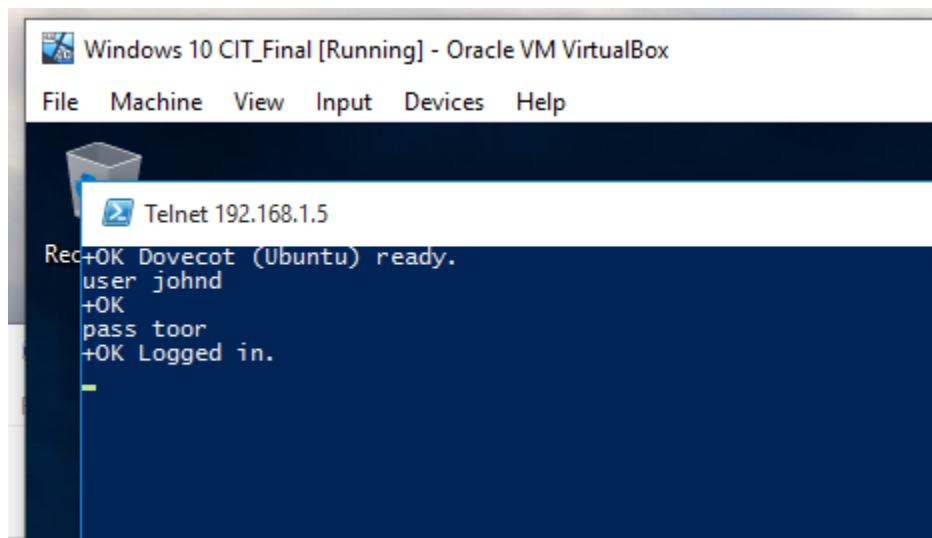 Windows 10 CIT_Final [Running] - Oracle VM VirtualBox
File Machine View Input Devices Help
Telnet 192.168.1.5
Rec
+OK Dovecot (Ubuntu) ready.
user johnd
+OK
pass toor
+OK Logged in.